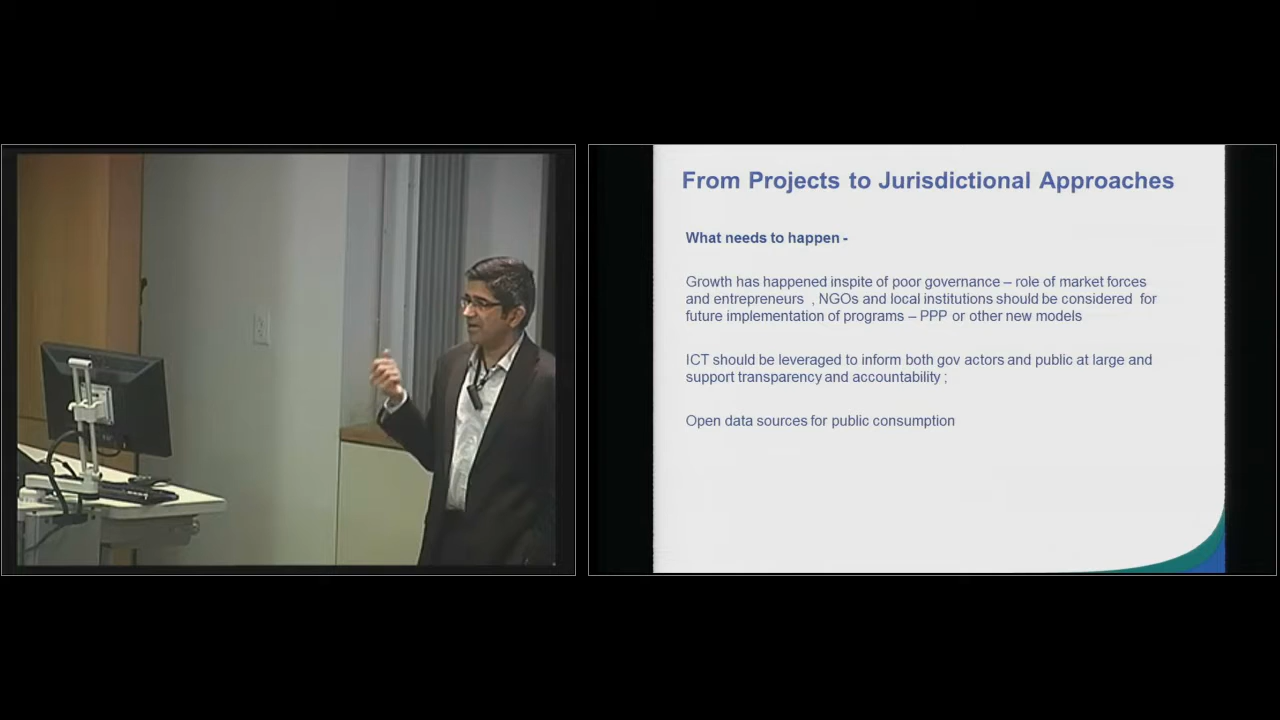 From Projects to Jurisdictional Approaches
What needs to happen -
Growth has happened inspite of poor governance – role of market forces
and entrepreneurs , NGOs and local institutions should be considered for
future implementation of programs – PPP or other new models
ICT should be leveraged to inform both gov actors and public at large and
support transparency and accountability ;
Open data sources for public consumption